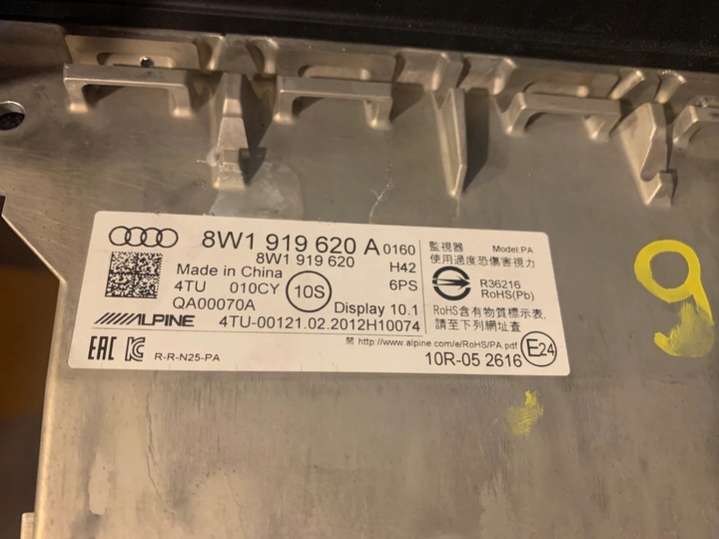 8W1 919 620 A 0160
8W1 919 620 H42
Made in China 6PS
4TU 010CY 10S
QA00070A Display 10.1
ALPINE 4TU-00121.02.2012H10074
EAC R-R-N25-PA
監視器 Model:PA
使用過度恐傷害視力
R36216
RoHS(Pb)
RoHS含有物質標示表.
請至下列網址查
閱 http://www.alpine.com/e/RoHS/PA.pdf
10R-05 2616 E24
9